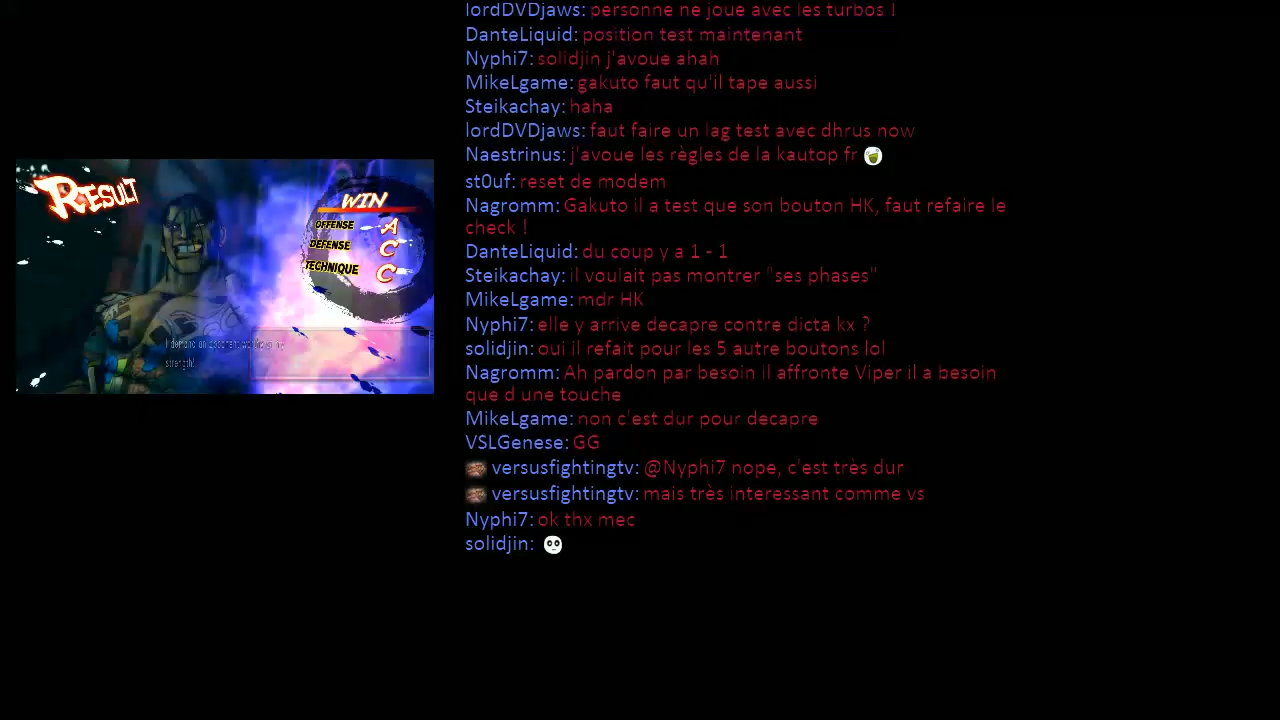 RESULT
WIN
OFFENSE A
DEFENSE C
TECHNIQUE C
I demand an opponent
strength!
lordDVDjaws: personne ne joue avec les turbos !
DanteLiquid: position test maintenant
Nyphi7: solidjin j'avoue ahah
MikeLgame: gakuto faut qu'il tape aussi
Steikachay: haha
lordDVDjaws: faut faire un lag test avec dhrus now
Naestrinus: j'avoue les règles de la kautop fr
st0uf: reset de modem
Nagromm: Gakuto il a test que son bouton HK, faut refaire le
check !
DanteLiquid: du coup y a 1 - 1
Steikachay: il voulait pas montrer "ses phases"
MikeLgame: mdr HK
Nyphi7: elle y arrive decapre contre dicta kx ?
solidjin: oui il refait pour les 5 autre boutons lol
Nagromm: Ah pardon par besoin il affronte Viper il a besoin
que d une touche
MikeLgame: non c'est dur pour decapre
VSLGenese: GG
versusfightingtv: @Nyphi7 nope, c'est très dur
versusfightingtv: mais très interessant comme vs
Nyphi7: ok thx mec
solidjin: